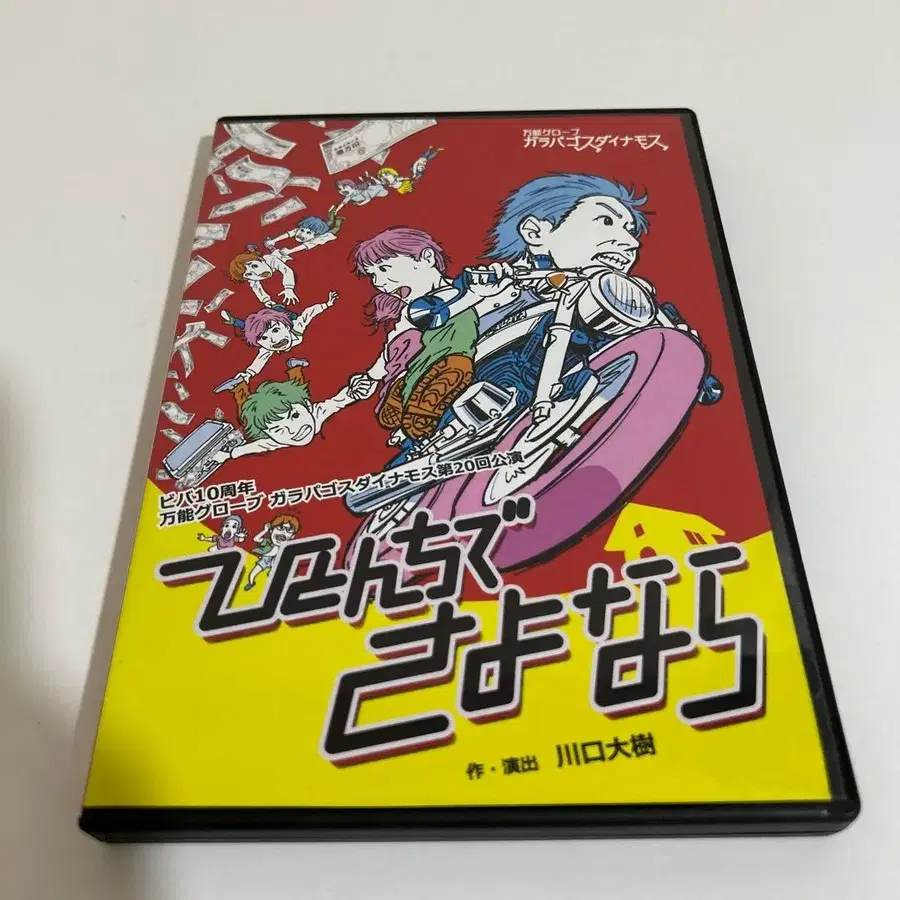 万能グローブ
ガラパゴスダイナモス
ビバ10周年
万能グローブ ガラパゴスダイナモス第20回公演
ひとんちで
さよなら
作・演出 川口大樹